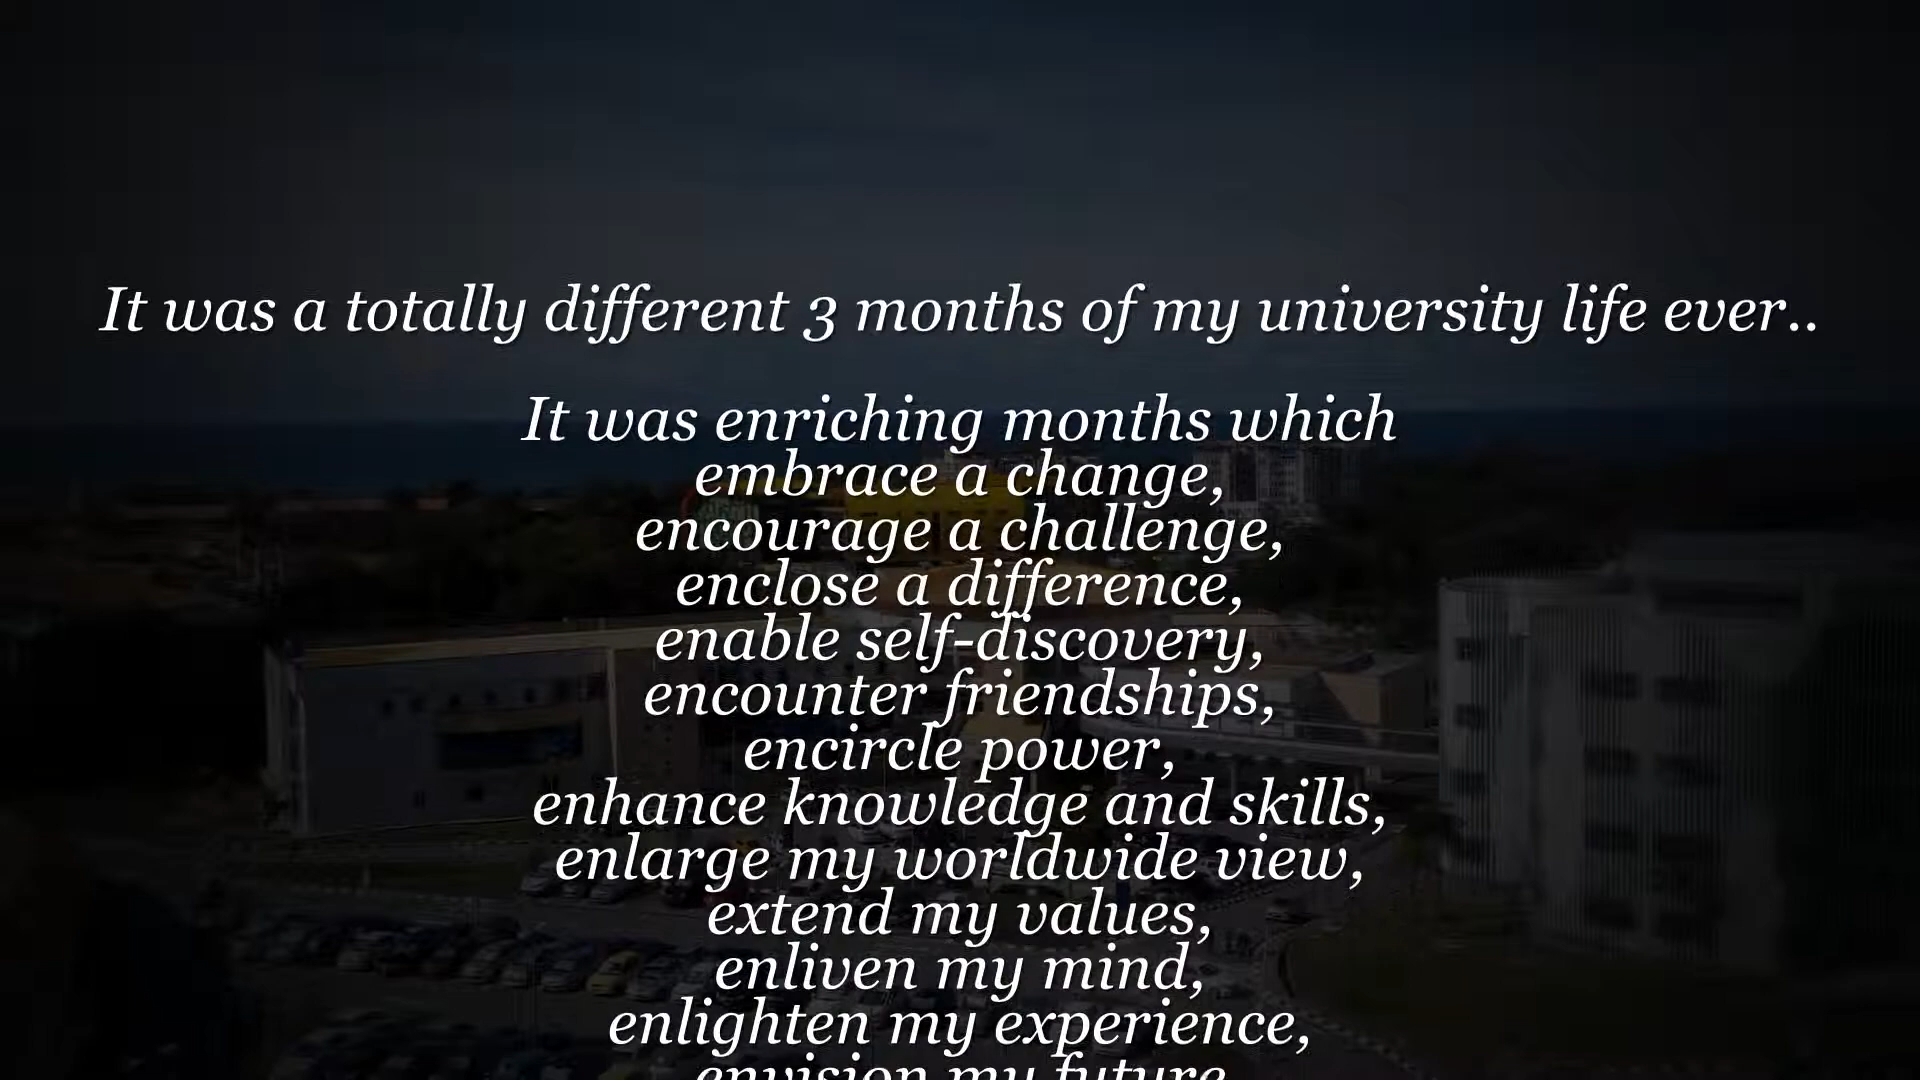 It was a totally different 3 months of my university life ever..
It was enriching months which
embrace a change,
encourage a challenge,
enclose a difference,
enable self-discovery,
encounter friendships,
encircle power,
enhance knowledge and skills,
enlarge my worldwide view,
extend my values,
enliven my mind,
enlighten my experience,
envision my future